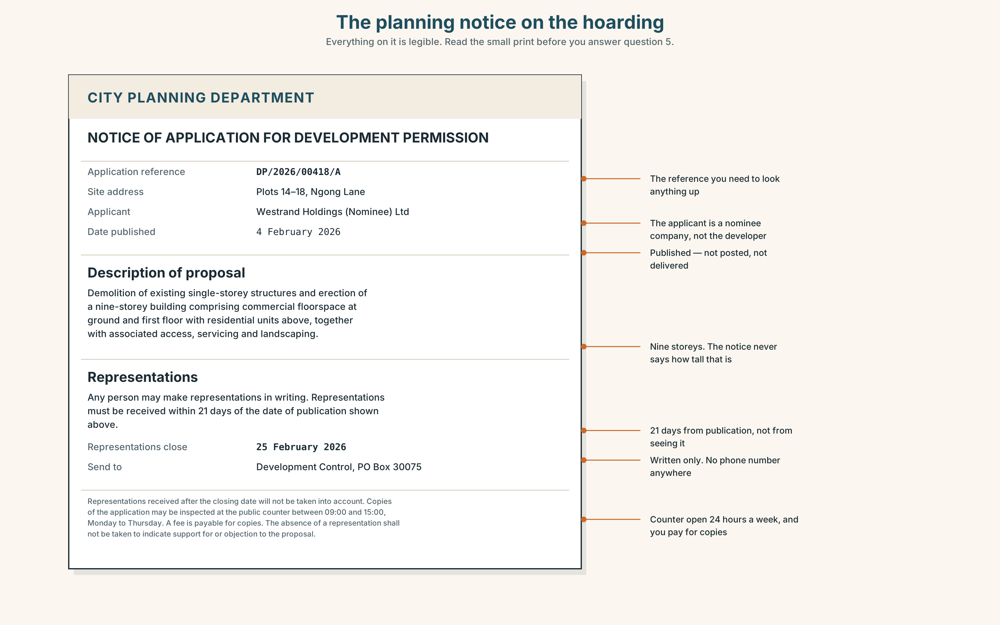 The planning notice on the hoarding
Everything on it is legible. Read the small print before you answer question 5.
CITY PLANNING DEPARTMENT
NOTICE OF APPLICATION FOR DEVELOPMENT PERMISSION
Application reference DP/2026/00418/A
Site address Plots 14–18, Ngong Lane
Applicant Westrand Holdings (Nominee) Ltd
Date published 4 February 2026
Description of proposal
Demolition of existing single-storey structures and erection of
a nine-storey building comprising commercial floorspace at
ground and first floor with residential units above, together
with associated access, servicing and landscaping.
Representations
Any person may make representations in writing. Representations
must be received within 21 days of the date of publication shown
above.
Representations close 25 February 2026
Send to Development Control, PO Box 30075
Representations received after the closing date will not be taken into account. Copies
of the application may be inspected at the public counter between 09:00 and 15:00,
Monday to Thursday. A fee is payable for copies. The absence of a representation shall
not be taken to indicate support for or objection to the proposal.
The reference you need to look
anything up
The applicant is a nominee
company, not the developer
Published — not posted, not
delivered
Nine storeys. The notice never
says how tall that is
21 days from publication, not from
seeing it
Written only. No phone number
anywhere
Counter open 24 hours a week, and
you pay for copies